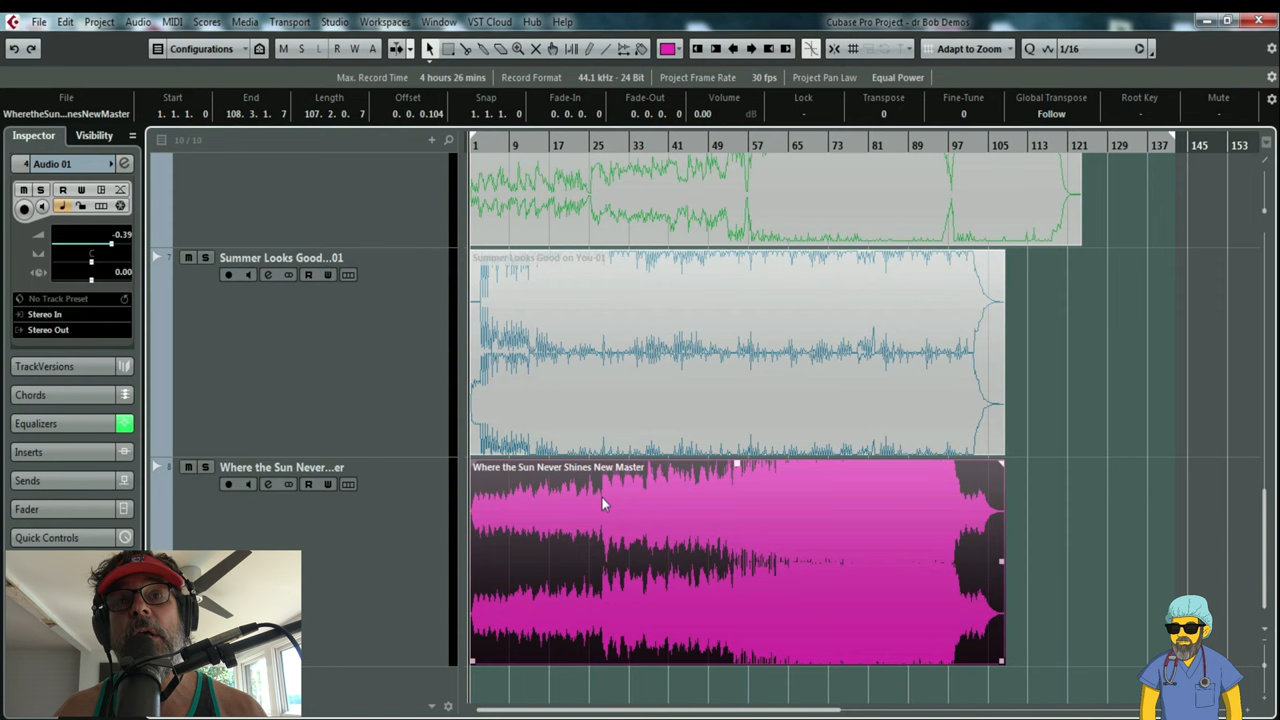 File Edit Project Audio MIDI Scores Media Transport Studio Workspaces Window VST Cloud Hub Help
Cubase Pro Project - dr Bob Demos
Configurations M S L R W A Adapt to Zoom Q 1/16
Max. Record Time 4 hours 26 mins Record Format 44.1 kHz - 24 Bit Project Frame Rate 30 fps Project Pan Law Equal Power
File Start End Length Offset Snap Fade-In Fade-Out Volume Lock Transpose Fine-Tune Global Transpose Root Key Mute
WheretheSun...nesNewMaster 1. 1. 1. 0 108. 3. 1. 7 107. 2. 0. 7 0. 0. 0.104 1. 1. 1. 0 0. 0. 0. 0 0. 0. 0. 0 0.00 dB - 0 0 Follow - -
Inspector Visibility
10 / 10
1 9 17 25 33 41 49 57 65 73 81 89 97 105 113 121 129 137 145 153
4 Audio 01
M S R W
-0.39
C
0.00
No Track Preset
Stereo In
Stereo Out
TrackVersions
Chords
Equalizers
Inserts
Sends
Fader
Quick Controls
7 M S Summer Looks Good...01
R W
Summer Looks Good on You-01
8 M S Where the Sun Never...er
R W
Where the Sun Never Shines New Master